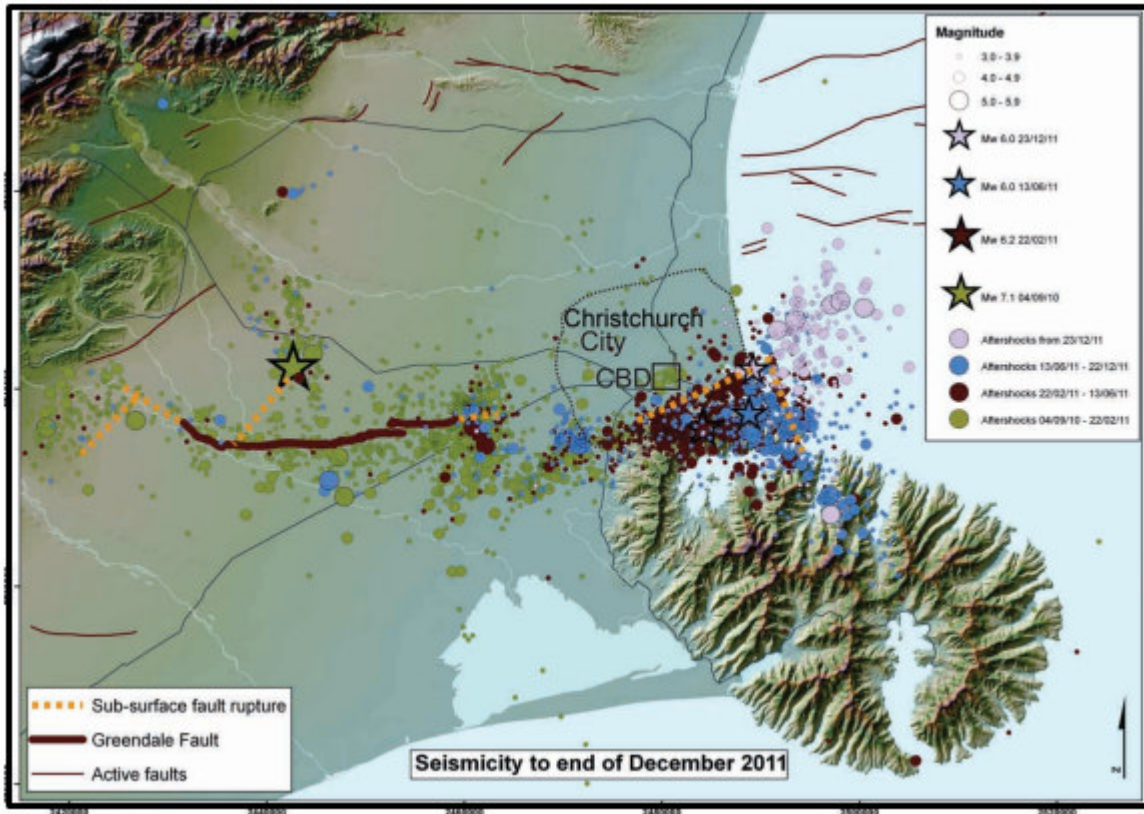 Magnitude
3.0 - 3.9
4.0 - 4.9
5.0 - 5.9
Mw 6.0 23/12/11
Mw 6.0 13/06/11
Mw 6.2 22/02/11
Mw 7.1 04/09/10
Aftershocks from 23/12/11
Aftershocks 13/06/11 - 22/12/11
Aftershocks 22/02/11 - 13/06/11
Aftershocks 04/09/10 - 22/02/11
Christchurch
City
CBD
Sub-surface fault rupture
Greendale Fault
Active faults
Seismicity to end of December 2011
N